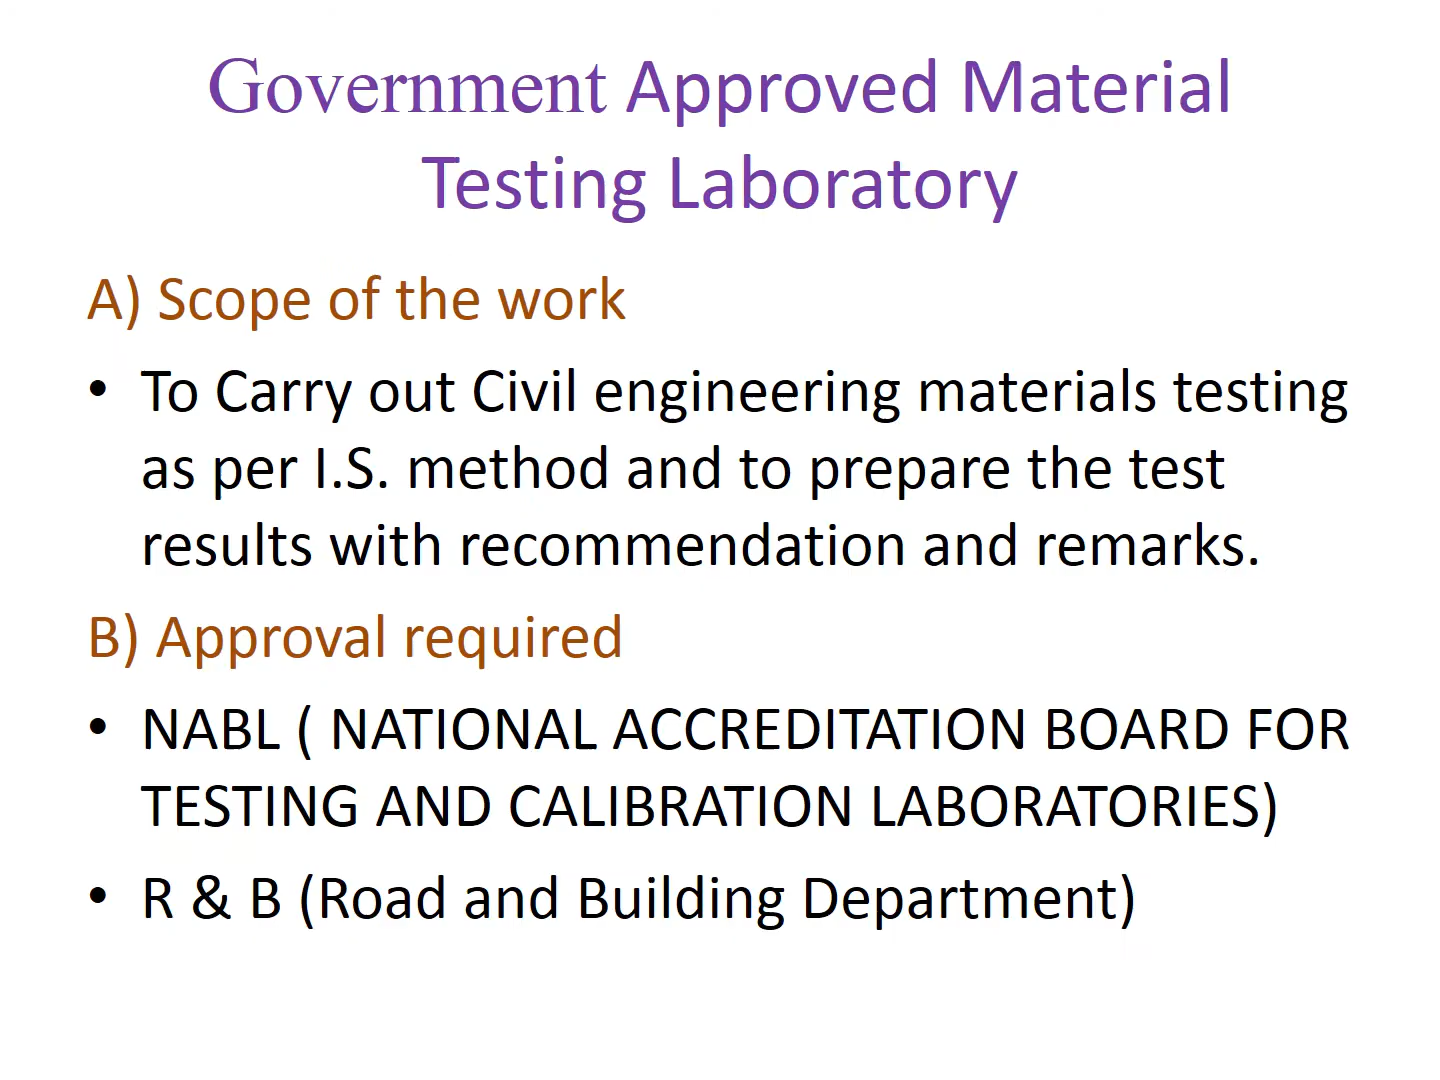 Government Approved Material
Testing Laboratory
A) Scope of the work
• To Carry out Civil engineering materials testing
as per I.S. method and to prepare the test
results with recommendation and remarks.
B) Approval required
• NABL ( NATIONAL ACCREDITATION BOARD FOR
TESTING AND CALIBRATION LABORATORIES)
• R & B (Road and Building Department)